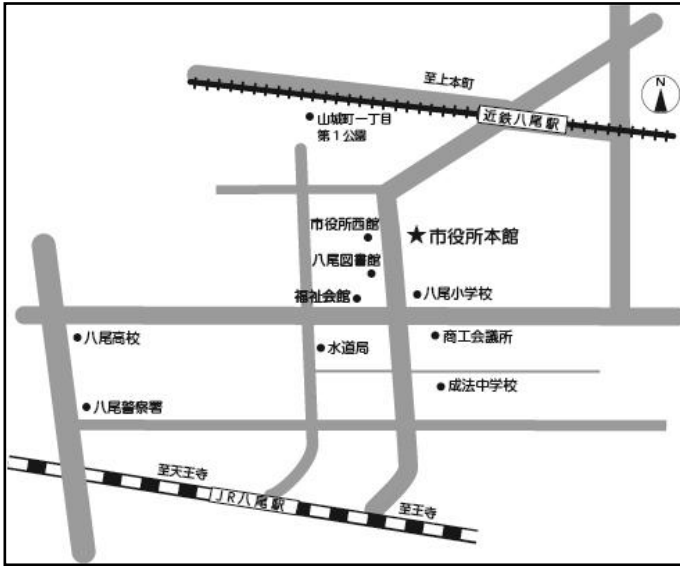 至上本町
N
近鉄八尾駅
山城町一丁目
第1公園
市役所西館
★市役所本館
八尾図書館
福祉会館
八尾小学校
八尾高校
水道局
商工会議所
成法中学校
八尾警察署
至天王寺
JR八尾駅
至王寺